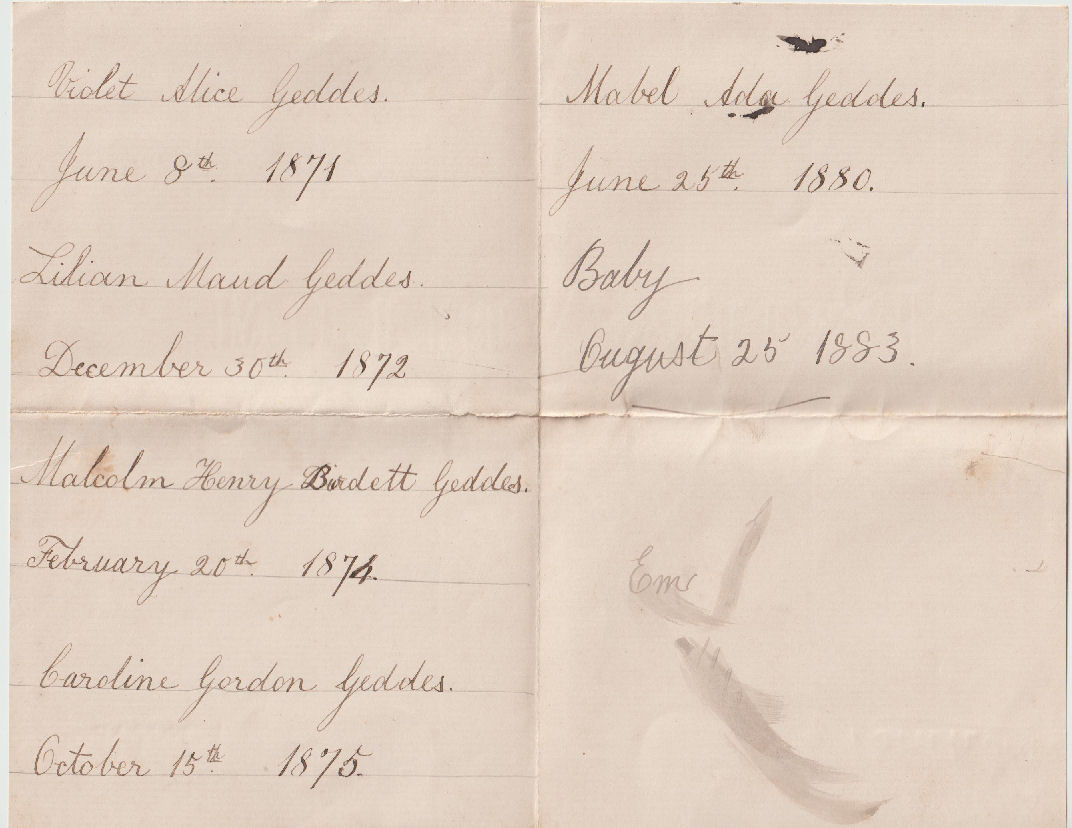 Violet Alice Geddes.
June 8th. 1871
Lilian Maud Geddes.
December 30th. 1872
Malcolm Henry Burdett Geddes.
February 20th. 1874.
Caroline Gordon Geddes.
October 15th. 1875.
Mabel Ada Geddes.
June 25th. 1880.
Baby
August 25 1883.